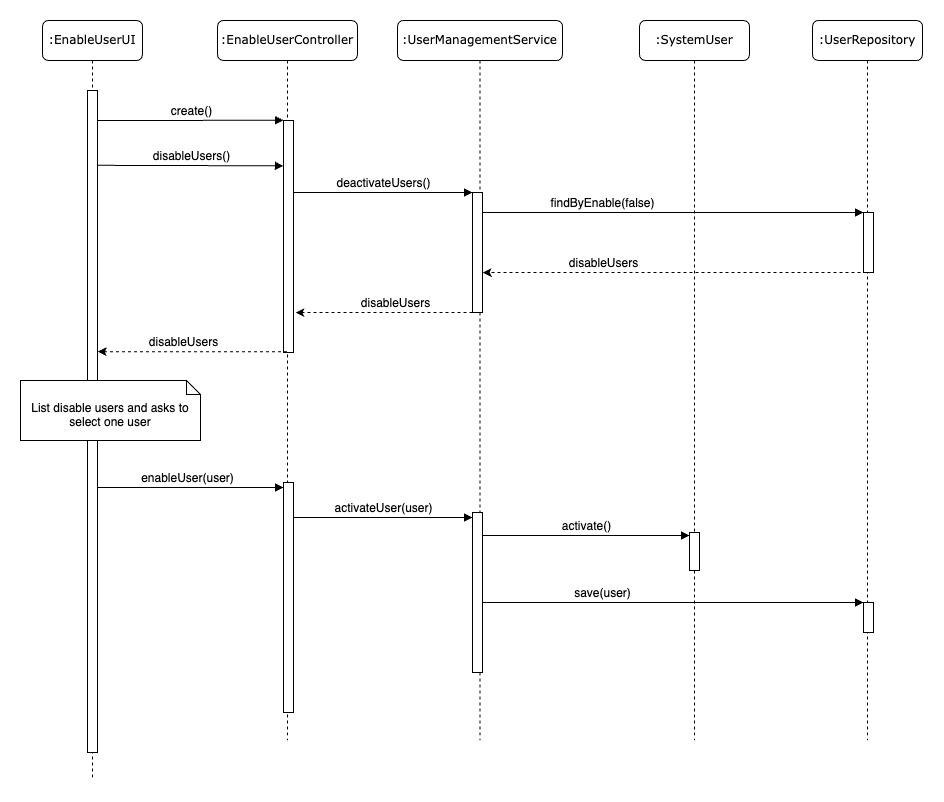 :EnableUserUI
:EnableUserController
:UserManagementService
:SystemUser
:UserRepository
create()
disableUsers()
deactivateUsers()
findByEnable(false)
disableUsers
disableUsers
disableUsers
List disable users and asks to
select one user
enableUser(user)
activateUser(user)
activate()
save(user)